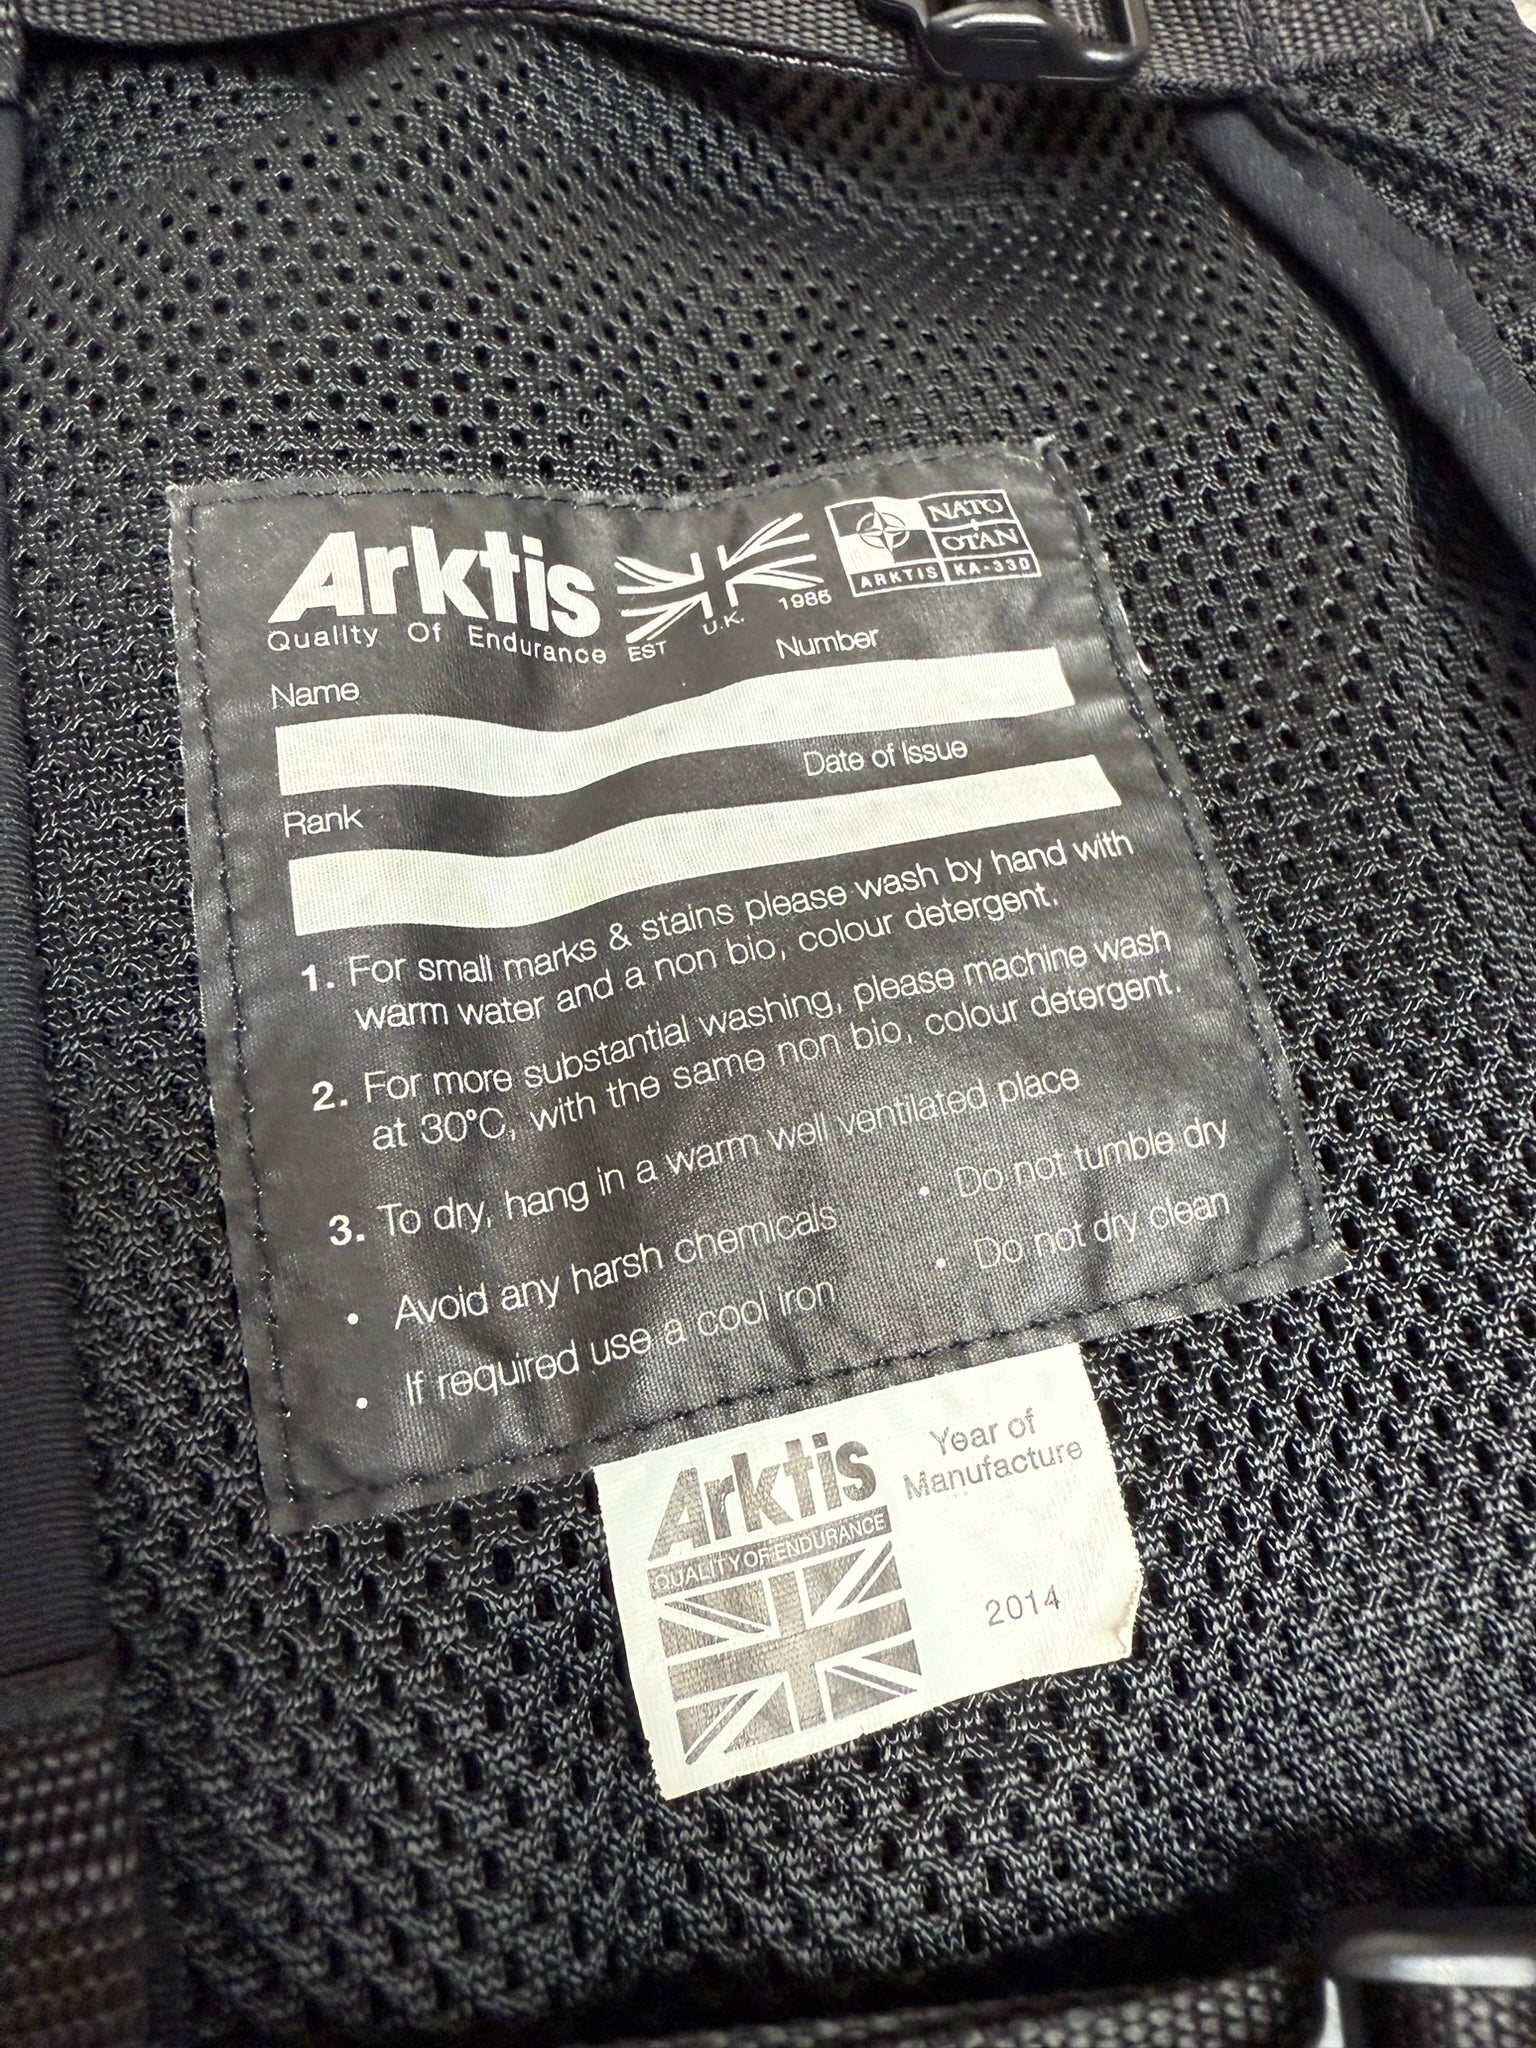 Arktis
Quality Of Endurance
EST U.K. 1985
NATO
OTAN
ARKTIS KA-330
Name Number
Rank Date of Issue
1. For small marks & stains please wash by hand with
warm water and a non bio, colour detergent.
2. For more substantial washing, please machine wash
at 30°C, with the same non bio, colour detergent.
3. To dry, hang in a warm well ventilated place
• Avoid any harsh chemicals • Do not tumble dry
• If required use a cool iron • Do not dry clean
Arktis
QUALITY OF ENDURANCE
Year of
Manufacture
2014